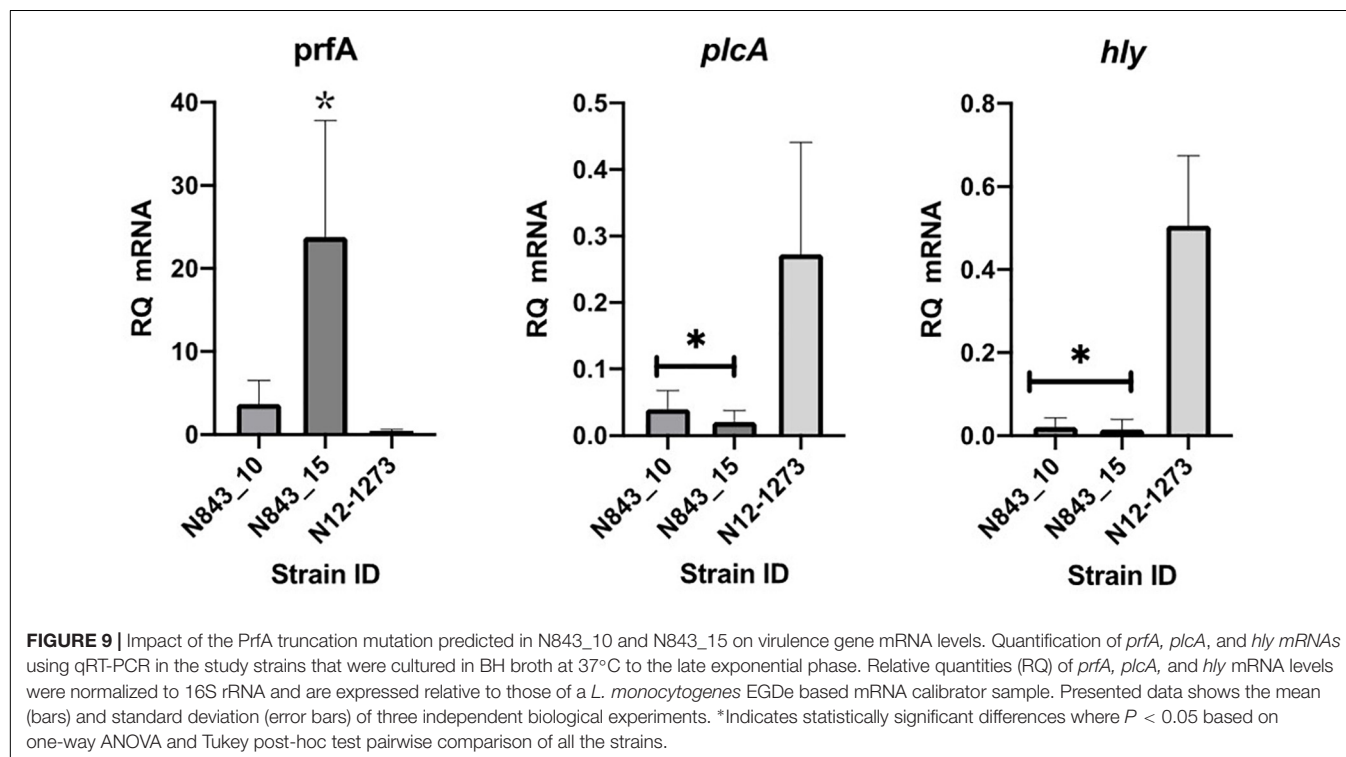 prfA
plcA
hly
40
30
20
10
0
RQ mRNA
*
N843_10
N843_15
N12-1273
Strain ID
0.5
0.4
0.3
0.2
0.1
0.0
RQ mRNA
*
N843_10
N843_15
N12-1273
Strain ID
0.8
0.6
0.4
0.2
0.0
RQ mRNA
*
N843_10
N843_15
N12-1273
Strain ID
FIGURE 9 | Impact of the PrfA truncation mutation predicted in N843_10 and N843_15 on virulence gene mRNA levels. Quantification of prfA, plcA, and hly mRNAs
using qRT-PCR in the study strains that were cultured in BH broth at 37°C to the late exponential phase. Relative quantities (RQ) of prfA, plcA, and hly mRNA levels
were normalized to 16S rRNA and are expressed relative to those of a L. monocytogenes EGDe based mRNA calibrator sample. Presented data shows the mean
(bars) and standard deviation (error bars) of three independent biological experiments. *Indicates statistically significant differences where P < 0.05 based on
one-way ANOVA and Tukey post-hoc test pairwise comparison of all the strains.